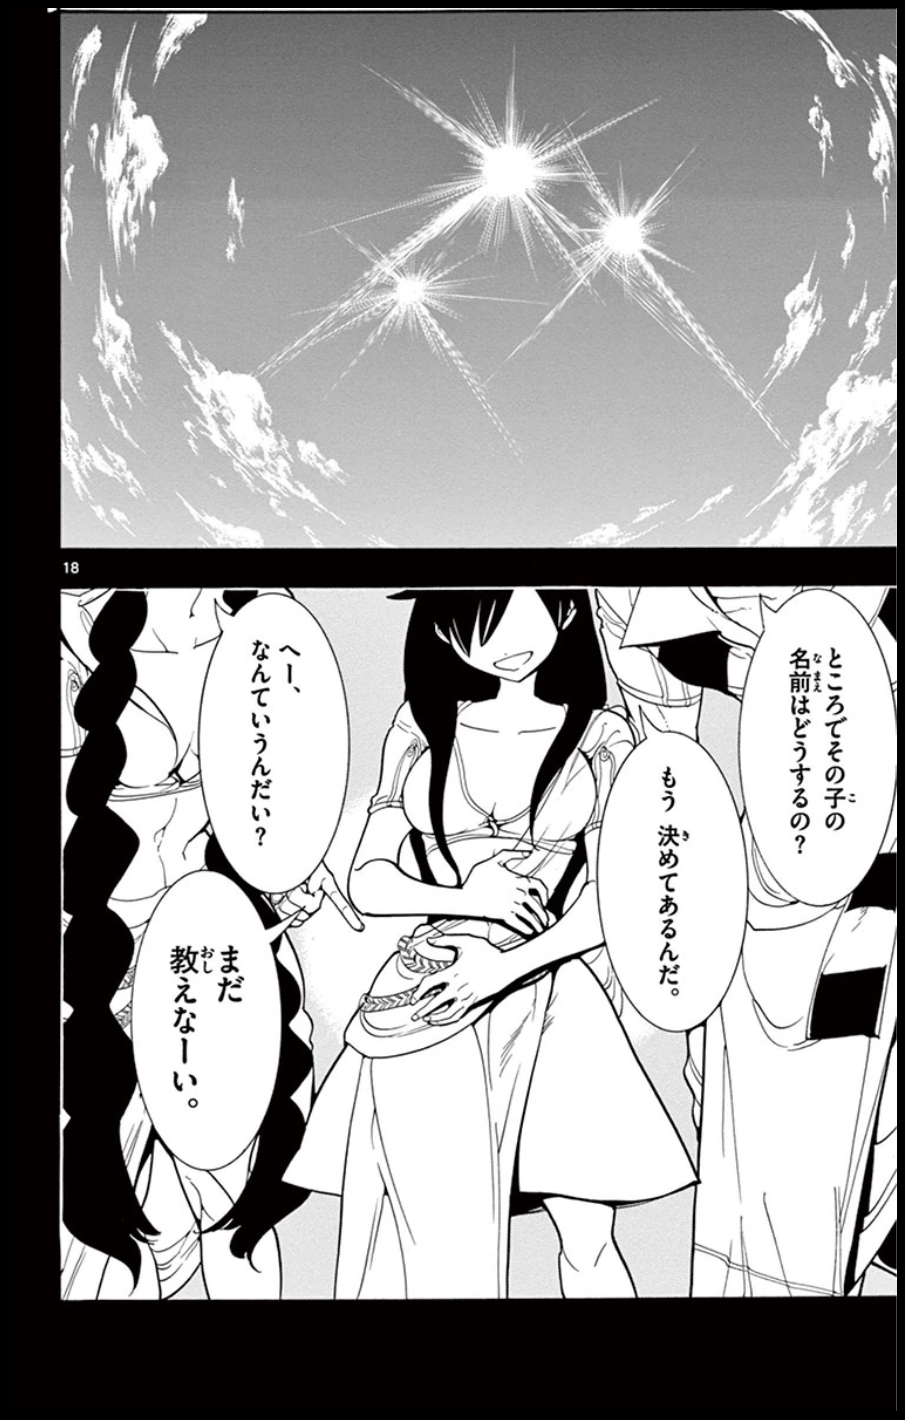 18
ところでその子の
名前はどうするの?
もう 決めてあるんだ。
へー、
なんていうんだい?
まだ
教えなーい。